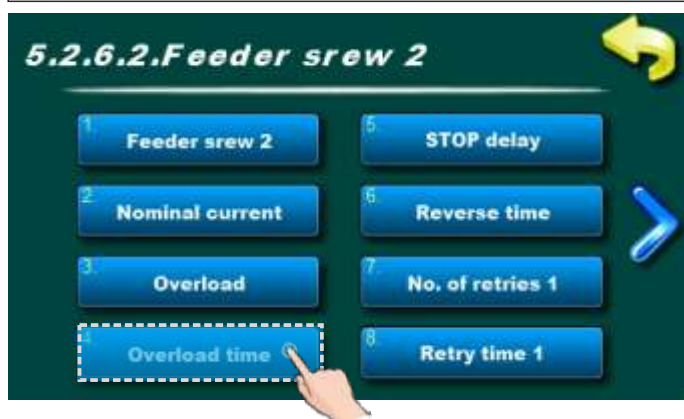 5.2.6.2.Feeder srew 2
1. Feeder srew 2
2. Nominal current
3. Overload
4. Overload time
5. STOP delay
6. Reverse time
7. No. of retries 1
8. Retry time 1